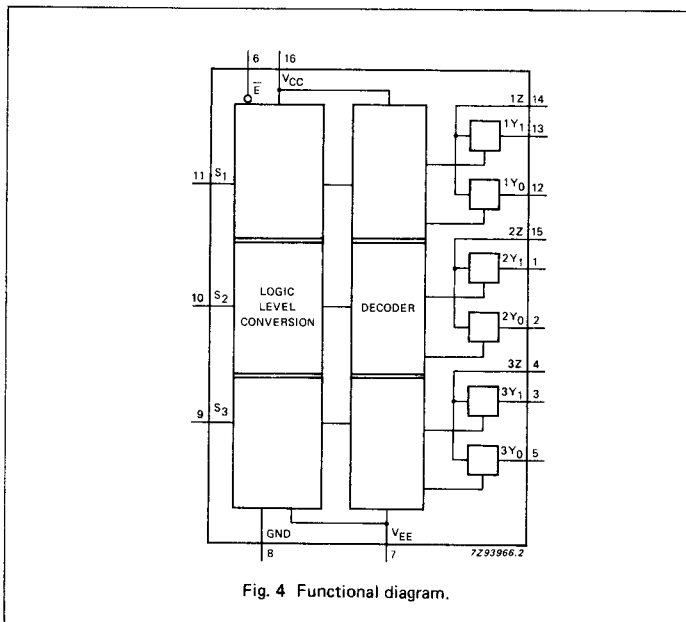 6 16
E VCC
1Z 14
1Y1 13
11 S1
1Y0 12
2Z 15
2Y1 1
10 S2
LOGIC
LEVEL
CONVERSION
DECODER
2Y0 2
3Z 4
3Y1 3
9 S3
3Y0 5
GND
VEE
8
7
7Z93966.2
Fig. 4 Functional diagram.